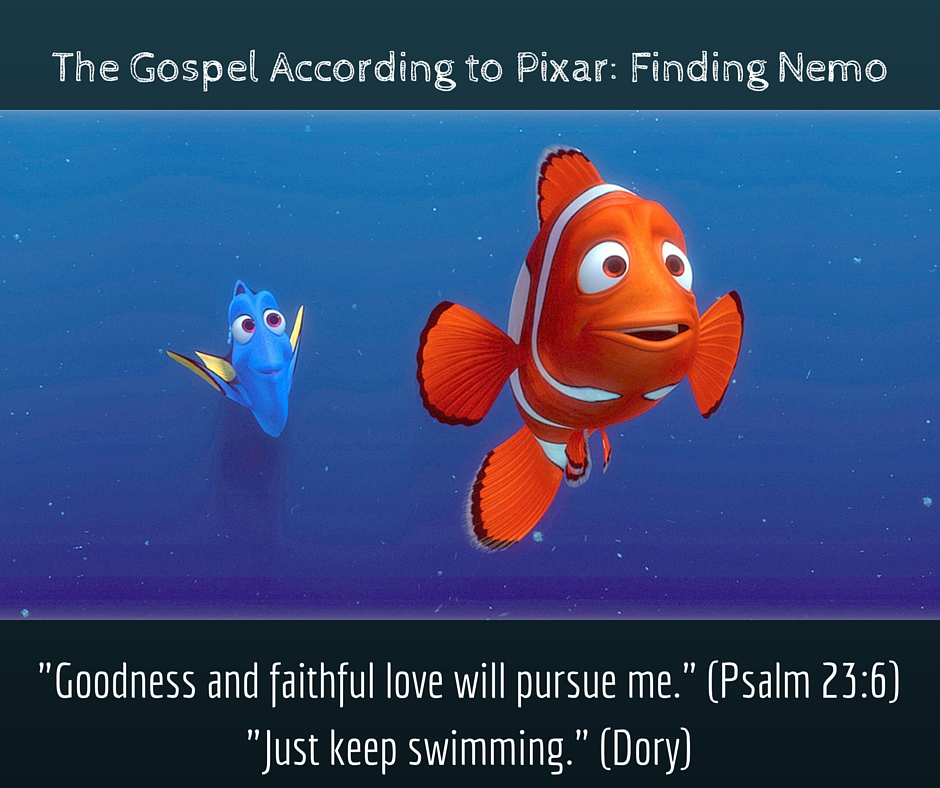 The Gospel According to Pixar: Finding Nemo
"Goodness and faithful love will pursue me." (Psalm 23:6)
"Just keep swimming." (Dory)